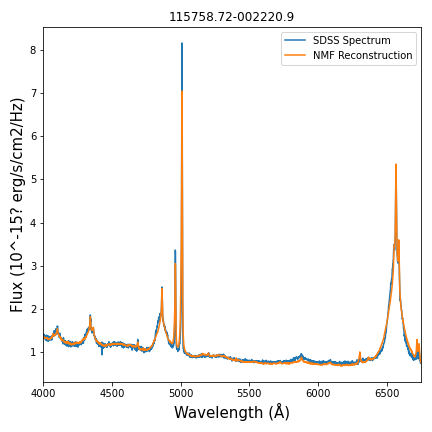 115758.72-002220.9
SDSS Spectrum
NMF Reconstruction
Flux (10^-15? erg/s/cm2/Hz)
8
7
6
5
4
3
2
1
4000 4500 5000 5500 6000 6500
Wavelength (Å)